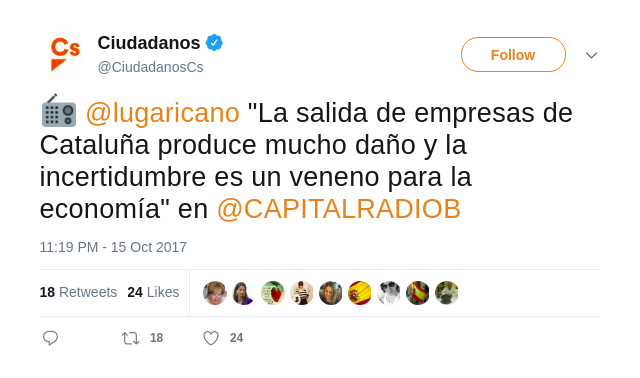 Cs
Ciudadanos
@CiudadanosCs
Follow
@lugaricano "La salida de empresas de
Cataluña produce mucho daño y la
incertidumbre es un veneno para la
economía" en @CAPITALRADIOB
11:19 PM - 15 Oct 2017
18 Retweets 24 Likes
18 24